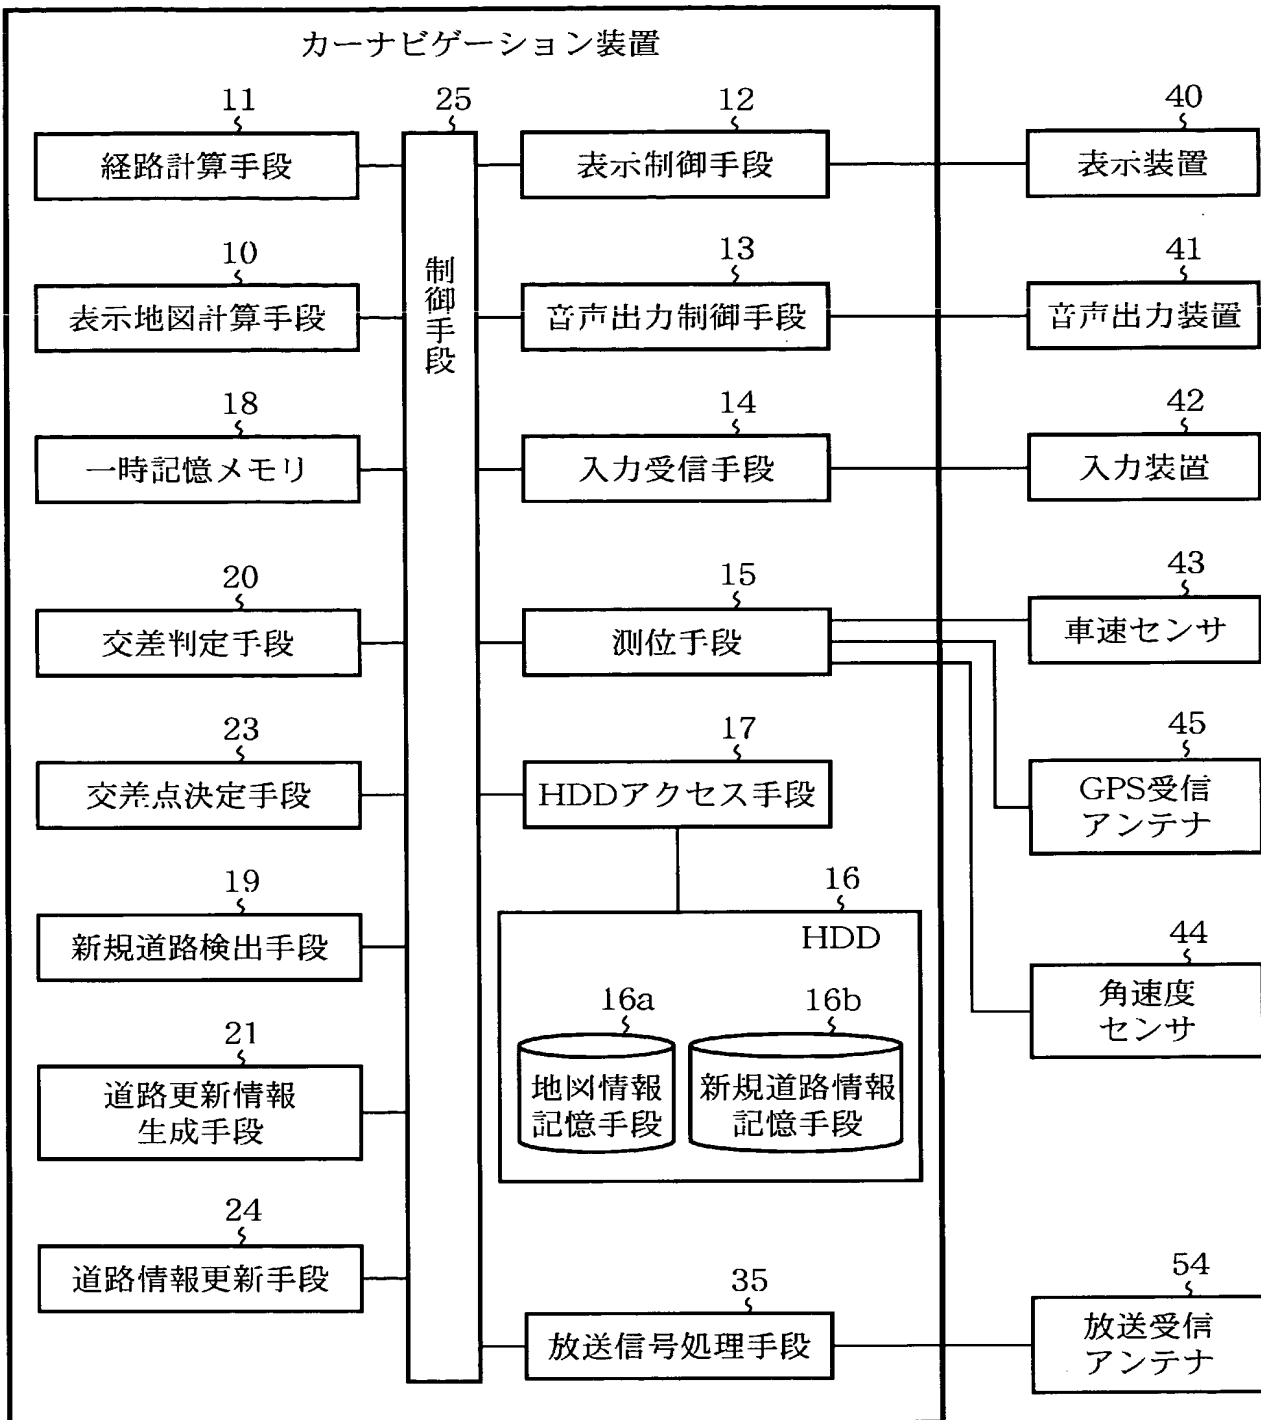 カーナビゲーション装置
11
経路計算手段
25
制御手段
12
表示制御手段
40
表示装置
10
表示地図計算手段
13
音声出力制御手段
41
音声出力装置
18
一時記憶メモリ
14
入力受信手段
42
入力装置
20
交差判定手段
15
測位手段
43
車速センサ
23
交差点決定手段
17
HDDアクセス手段
45
GPS受信
アンテナ
19
新規道路検出手段
16
HDD
16a
地図情報
記憶手段
16b
新規道路情報
記憶手段
44
角速度
センサ
21
道路更新情報
生成手段
24
道路情報更新手段
35
放送信号処理手段
54
放送受信
アンテナ